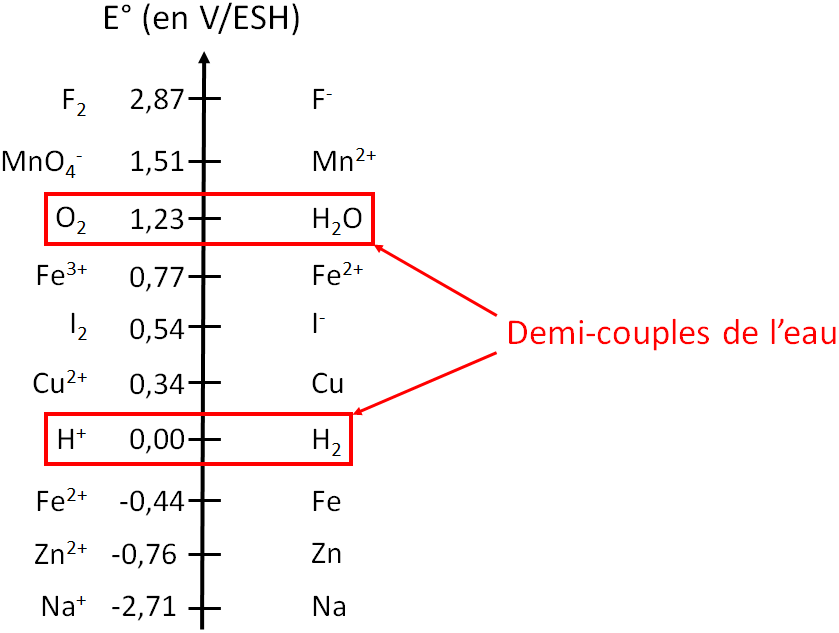 E° (en V/ESH)
F₂ 2,87 F⁻
MnO₄⁻ 1,51 Mn²⁺
O₂ 1,23 H₂O
Fe³⁺ 0,77 Fe²⁺
I₂ 0,54 I⁻
Demi-couples de l’eau
Cu²⁺ 0,34 Cu
H⁺ 0,00 H₂
Fe²⁺ -0,44 Fe
Zn²⁺ -0,76 Zn
Na⁺ -2,71 Na